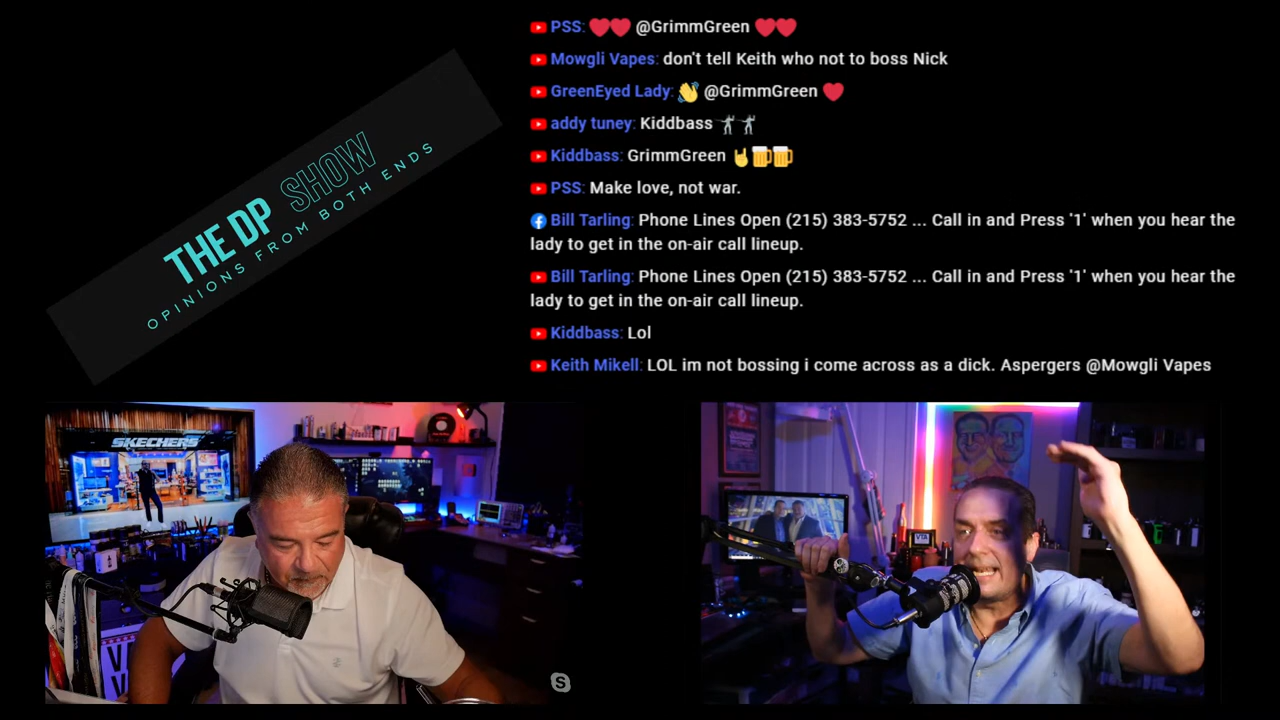 PSS: ❤❤ @GrimmGreen ❤❤
Mowgli Vapes: don't tell Keith who not to boss Nick
GreenEyed Lady: 👋 @GrimmGreen ❤
addy tuney: Kiddbass 🤺🤺
Kiddbass: GrimmGreen 🤘🍺🍺
PSS: Make love, not war.
Bill Tarling: Phone Lines Open (215) 383-5752 ... Call in and Press '1' when you hear the
lady to get in the on-air call lineup.
Bill Tarling: Phone Lines Open (215) 383-5752 ... Call in and Press '1' when you hear the
lady to get in the on-air call lineup.
Kiddbass: Lol
Keith Mikell: LOL im not bossing i come across as a dick. Aspergers @Mowgli Vapes
THE DP SHOW
OPINIONS FROM BOTH ENDS
SKECHERS